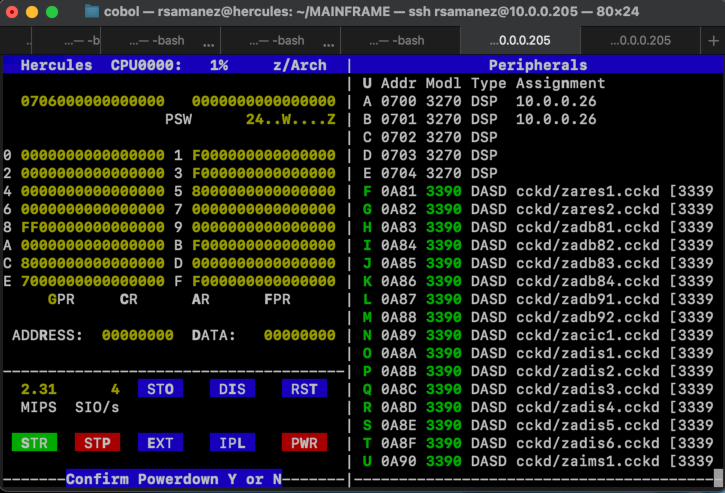 cobol — rsamanez@hercules: ~/MAINFRAME — ssh rsamanez@10.0.0.205 — 80×24
... ...— -b ...— -bash ... ...— -bash ... ...— -bash ...0.0.0.205 ...0.0.0.205 +
Hercules CPU0000: 1% z/Arch | Peripherals
| U Addr Modl Type Assignment
0706000000000000 0000000000000000 | A 0700 3270 DSP 10.0.0.26
PSW 24..W....Z | B 0701 3270 DSP 10.0.0.26
| C 0702 3270 DSP
0 0000000000000000 1 F000000000000000 | D 0703 3270 DSP
2 0000000000000000 3 F000000000000000 | E 0704 3270 DSP
4 0000000000000000 5 8000000000000000 | F 0A81 3390 DASD cckd/zares1.cckd [3339
6 0000000000000000 7 0000000000000000 | G 0A82 3390 DASD cckd/zares2.cckd [3339
8 FF00000000000000 9 0000000000000000 | H 0A83 3390 DASD cckd/zadb81.cckd [3339
A 0000000000000000 B F000000000000000 | I 0A84 3390 DASD cckd/zadb82.cckd [3339
C 8000000000000000 D 0000000000000000 | J 0A85 3390 DASD cckd/zadb83.cckd [3339
E 7000000000000000 F F000000000000000 | K 0A86 3390 DASD cckd/zadb84.cckd [3339
GPR CR AR FPR | L 0A87 3390 DASD cckd/zadb91.cckd [3339
| M 0A88 3390 DASD cckd/zadb92.cckd [3339
ADDRESS: 00000000 DATA: 00000000 | N 0A89 3390 DASD cckd/zacic1.cckd [3339
| O 0A8A 3390 DASD cckd/zadis1.cckd [3339
--------------------------------------| P 0A8B 3390 DASD cckd/zadis2.cckd [3339
2.31 4 STO DIS RST | Q 0A8C 3390 DASD cckd/zadis3.cckd [3339
MIPS SIO/s | R 0A8D 3390 DASD cckd/zadis4.cckd [3339
| S 0A8E 3390 DASD cckd/zadis5.cckd [3339
STR STP EXT IPL PWR | T 0A8F 3390 DASD cckd/zadis6.cckd [3339
| U 0A90 3390 DASD cckd/zaims1.cckd [3339
-------Confirm Powerdown Y or N-------|----------------------------------------